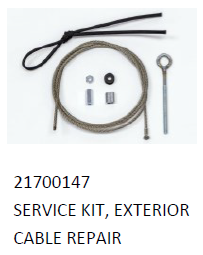 21700147
SERVICE KIT, EXTERIOR
CABLE REPAIR